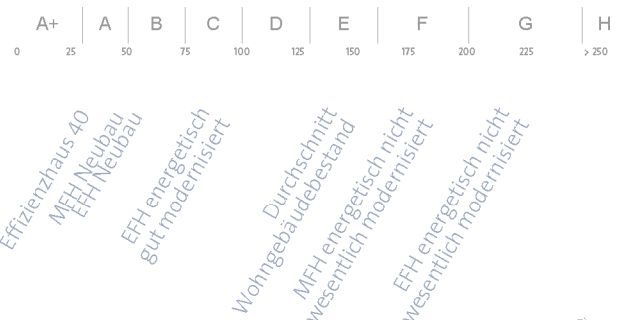 A+ A B C D E F G H
0 25 50 75 100 125 150 175 200 225 > 250
Effizienzhaus 40
MFH Neubau
EFH Neubau
EFH energetisch
gut modernisiert
Durchschnitt
Wohngebäudebestand
MFH energetisch nicht
wesentlich modernisiert
EFH energetisch nicht
wesentlich modernisiert